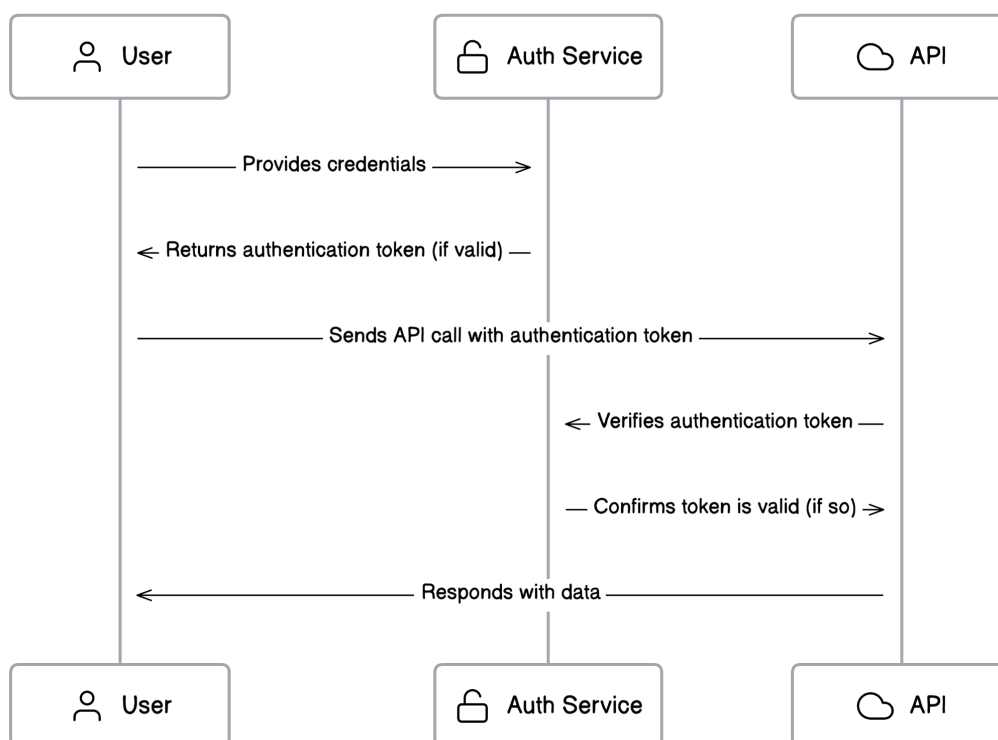 User
Auth Service
API
Provides credentials
Returns authentication token (if valid)
Sends API call with authentication token
Verifies authentication token
Confirms token is valid (if so)
Responds with data
User
Auth Service
API